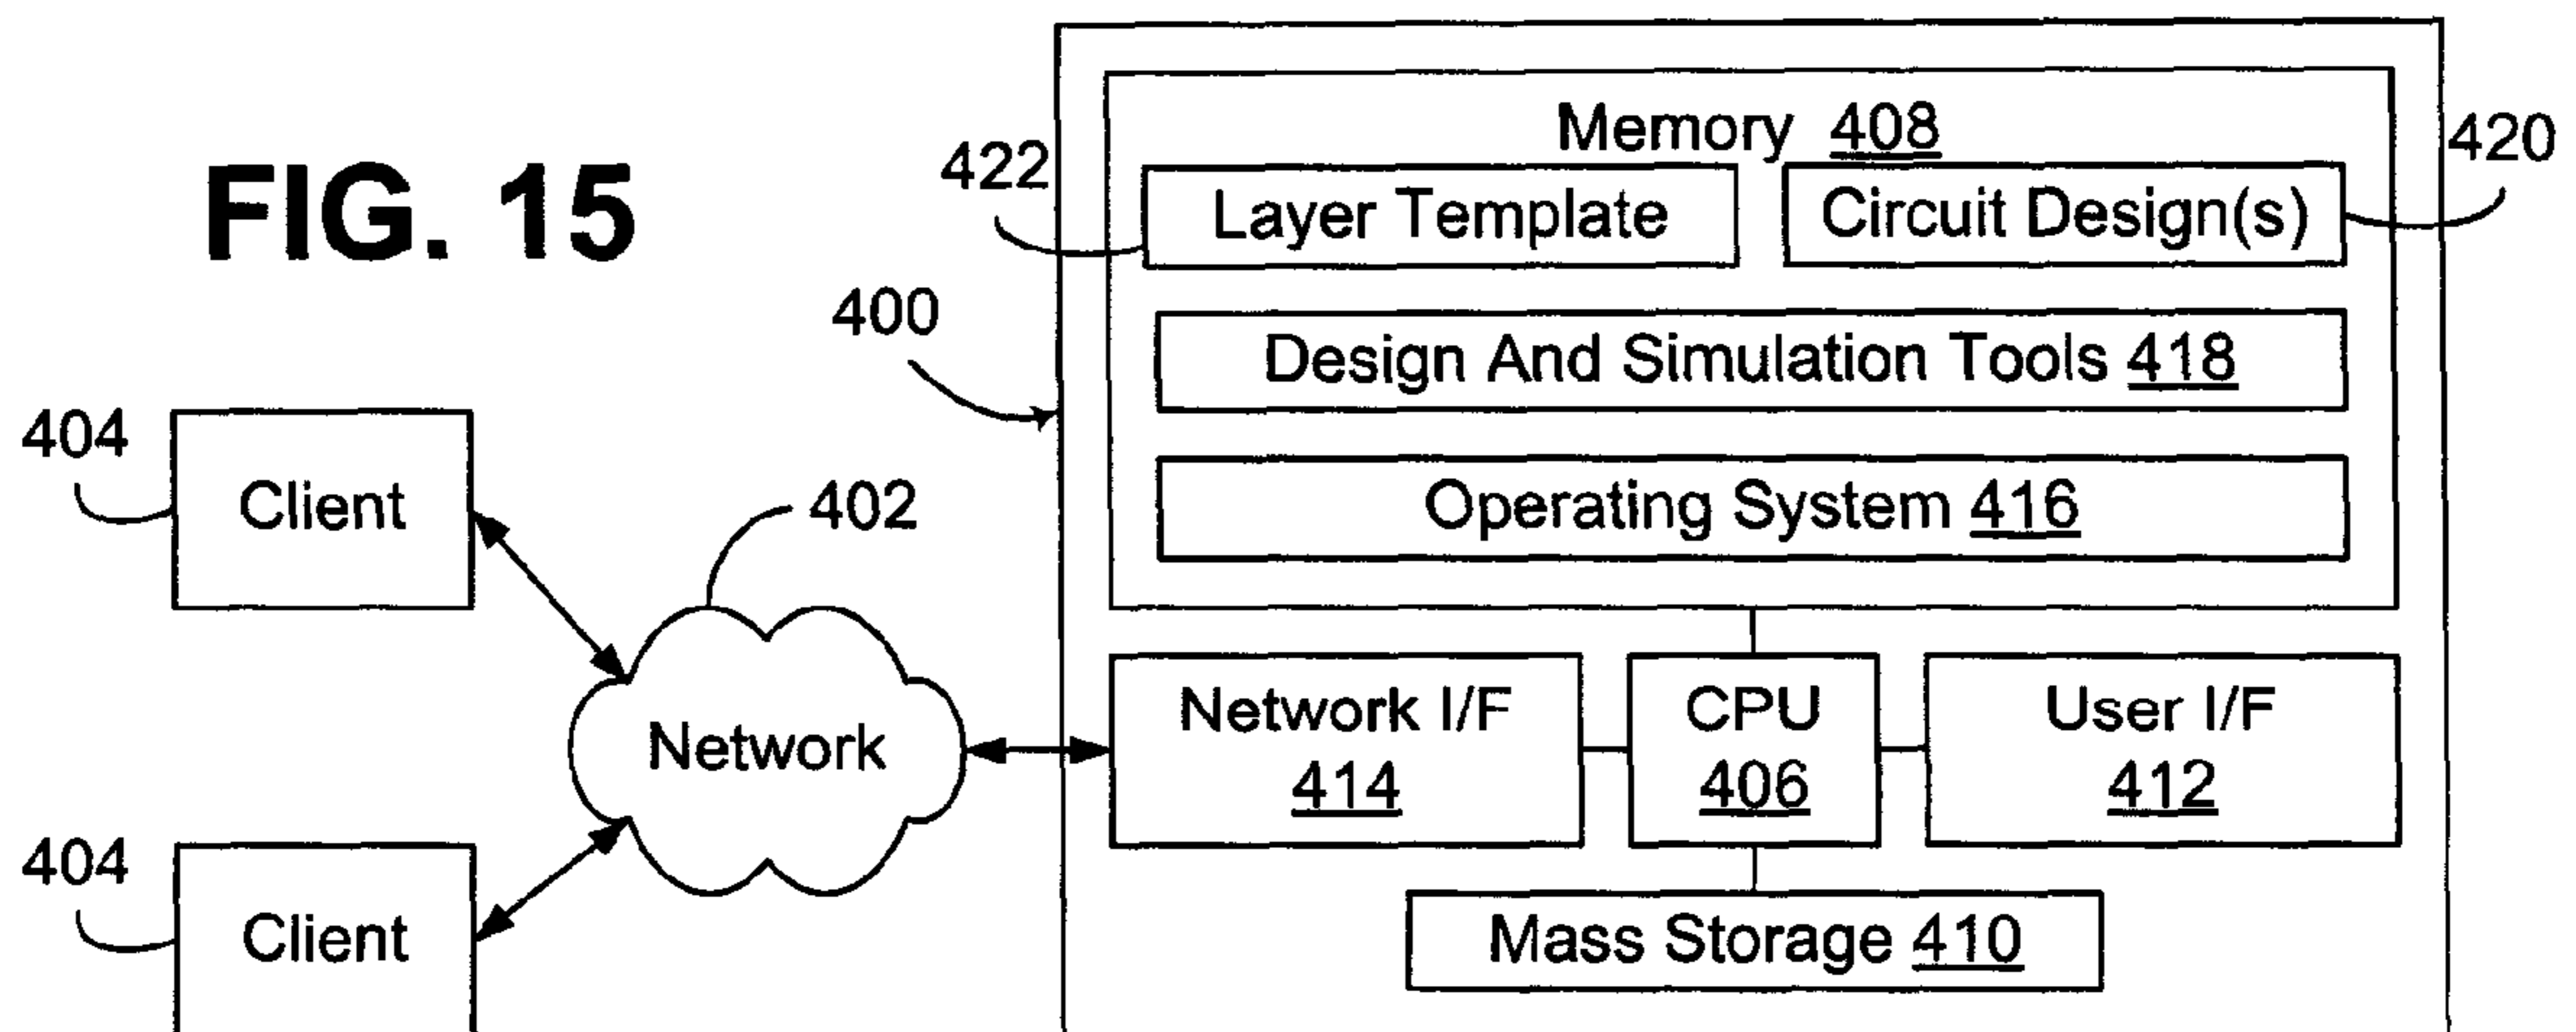 FIG. 15
Memory 408
420
422
Layer Template
Circuit Design(s)
400
Design And Simulation Tools 418
404
Client
402
Operating System 416
Network
Network I/F
414
CPU
406
User I/F
412
404
Client
Mass Storage 410